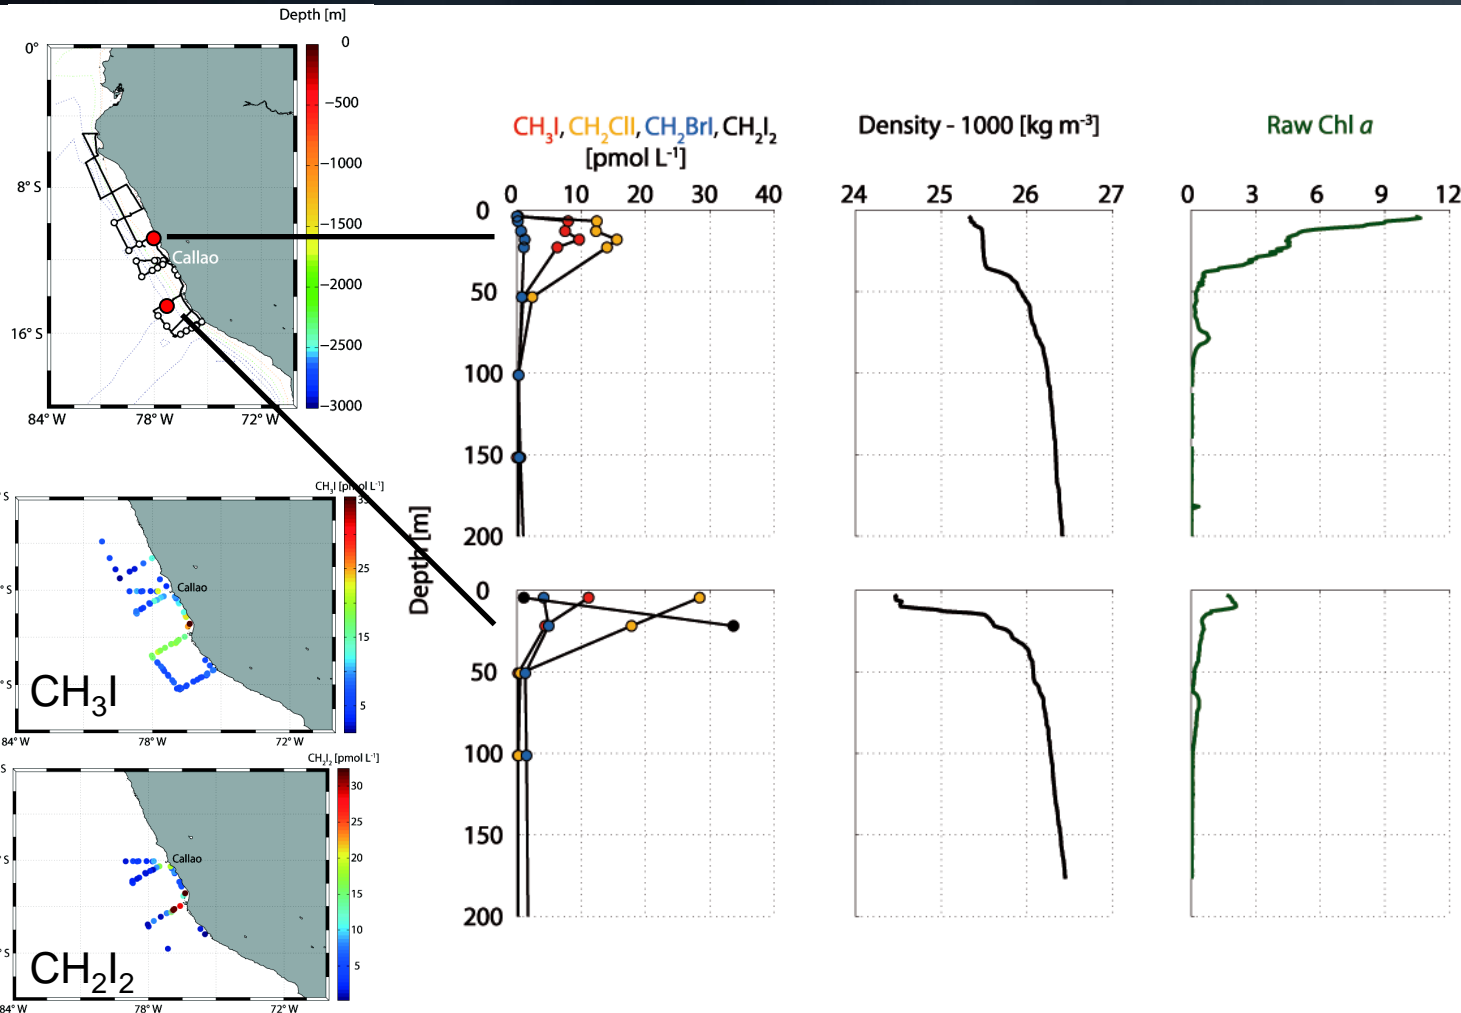 Depth [m]
0
0°
−500
−1000
8° S
−1500
Callao
−2000
16° S
−2500
−3000
84° W 78° W 72° W
CH3I, CH2ClI, CH2BrI, CH2I2
[pmol L-1]
0 10 20 30 40
Density - 1000 [kg m-3]
24 25 26 27
Raw Chl a
0 3 6 9 12
0
50
100
150
200
Depth [m]
0
50
100
150
200
CH3I [pmol L-1]
S
35
25
Callao
° S
15
° S
5
CH3I
84° W 78° W 72° W
CH2I2 [pmol L-1]
S
30
25
Callao
° S
20
15
10
° S
5
CH2I2
84° W 78° W 72° W